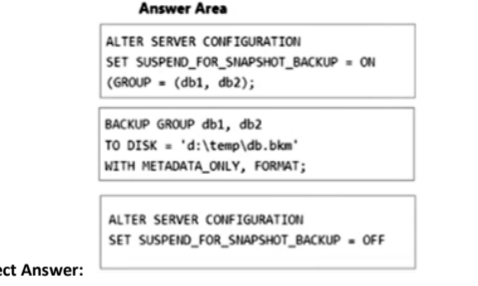 Answer Area
ALTER SERVER CONFIGURATION
SET SUSPEND_FOR_SNAPSHOT_BACKUP = ON
(GROUP = (db1, db2);
BACKUP GROUP db1, db2
TO DISK = 'd:\temp\db.bkm'
WITH METADATA_ONLY, FORMAT;
ALTER SERVER CONFIGURATION
SET SUSPEND_FOR_SNAPSHOT_BACKUP = OFF
ect Answer: